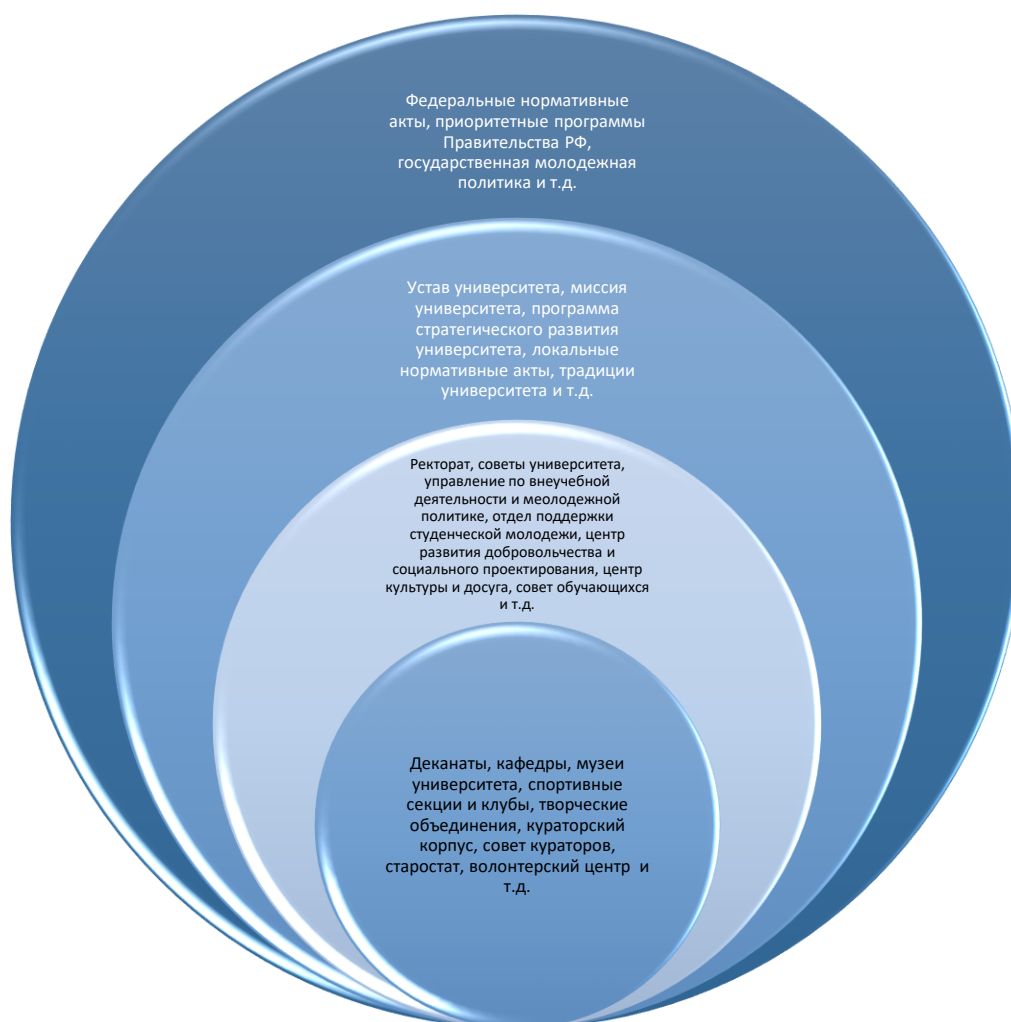 Федеральные нормативные
акты, приоритетные программы
Правительства РФ,
государственная молодежная
политика и т.д.
Устав университета, миссия
университета, программа
стратегического развития
университета, локальные
нормативные акты, традиции
университета и т.д.
Ректорат, советы университета,
управление по внеучебной
деятельности и меолодежной
политике, отдел поддержки
студенческой молодежи, центр
развития добровольчества и
социального проектирования, центр
культуры и досуга, совет обучающихся
и т.д.
Деканаты, кафедры, музеи
университета, спортивные
секции и клубы, творческие
объединения, кураторский
корпус, совет кураторов,
старостат, волонтерский центр  и
т.д.